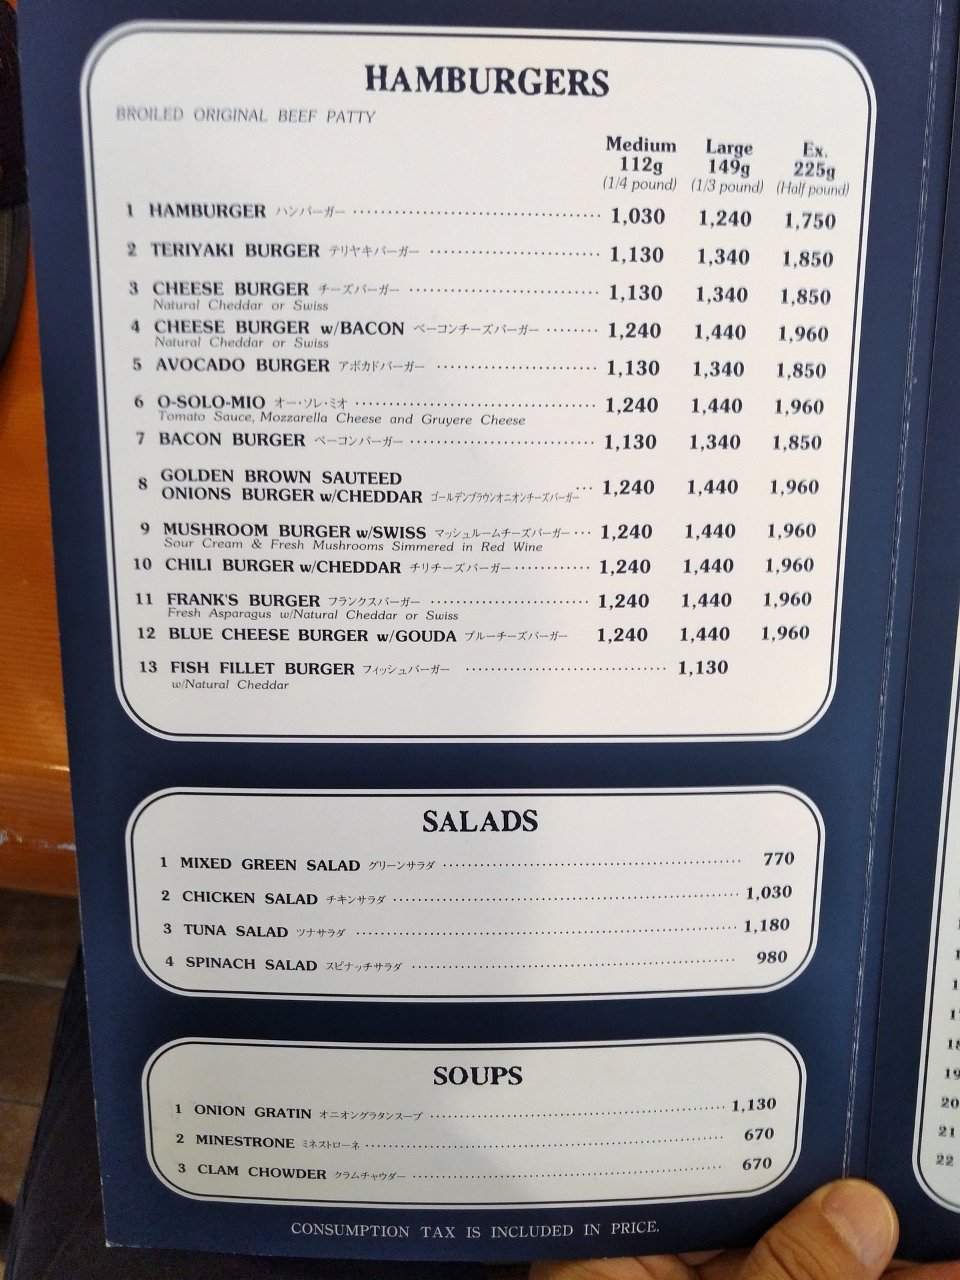 HAMBURGERS
BROILED ORIGINAL BEEF PATTY
Medium Large Ex.
112g 149g 225g
(1/4 pound) (1/3 pound) (Half pound)
1 HAMBURGER ハンバーガー 1,030 1,240 1,750
2 TERIYAKI BURGER テリヤキバーガー 1,130 1,340 1,850
3 CHEESE BURGER チーズバーガー 1,130 1,340 1,850
Natural Cheddar or Swiss
4 CHEESE BURGER w/BACON ベーコンチーズバーガー 1,240 1,440 1,960
Natural Cheddar or Swiss
5 AVOCADO BURGER アボカドバーガー 1,130 1,340 1,850
6 O-SOLO-MIO オー・ソレ・ミオ 1,240 1,440 1,960
Tomato Sauce, Mozzarella Cheese and Gruyere Cheese
7 BACON BURGER ベーコンバーガー 1,130 1,340 1,850
8 GOLDEN BROWN SAUTEED
ONIONS BURGER w/CHEDDAR ゴールデンブラウンオニオンチーズバーガー 1,240 1,440 1,960
9 MUSHROOM BURGER w/SWISS マッシュルームチーズバーガー 1,240 1,440 1,960
Sour Cream & Fresh Mushrooms Simmered in Red Wine
10 CHILI BURGER w/CHEDDAR チリチーズバーガー 1,240 1,440 1,960
11 FRANK'S BURGER フランクスバーガー 1,240 1,440 1,960
Fresh Asparagus w/Natural Cheddar or Swiss
12 BLUE CHEESE BURGER w/GOUDA ブルーチーズバーガー 1,240 1,440 1,960
13 FISH FILLET BURGER フィッシュバーガー 1,130
w/Natural Cheddar
SALADS
1 MIXED GREEN SALAD グリーンサラダ 770
2 CHICKEN SALAD チキンサラダ 1,030
3 TUNA SALAD ツナサラダ 1,180
4 SPINACH SALAD スピナッチサラダ 980
SOUPS
1 ONION GRATIN オニオングラタンスープ 1,130
2 MINESTRONE ミネストローネ 670
3 CLAM CHOWDER クラムチャウダー 670
CONSUMPTION TAX IS INCLUDED IN PRICE.
19
20
21
22